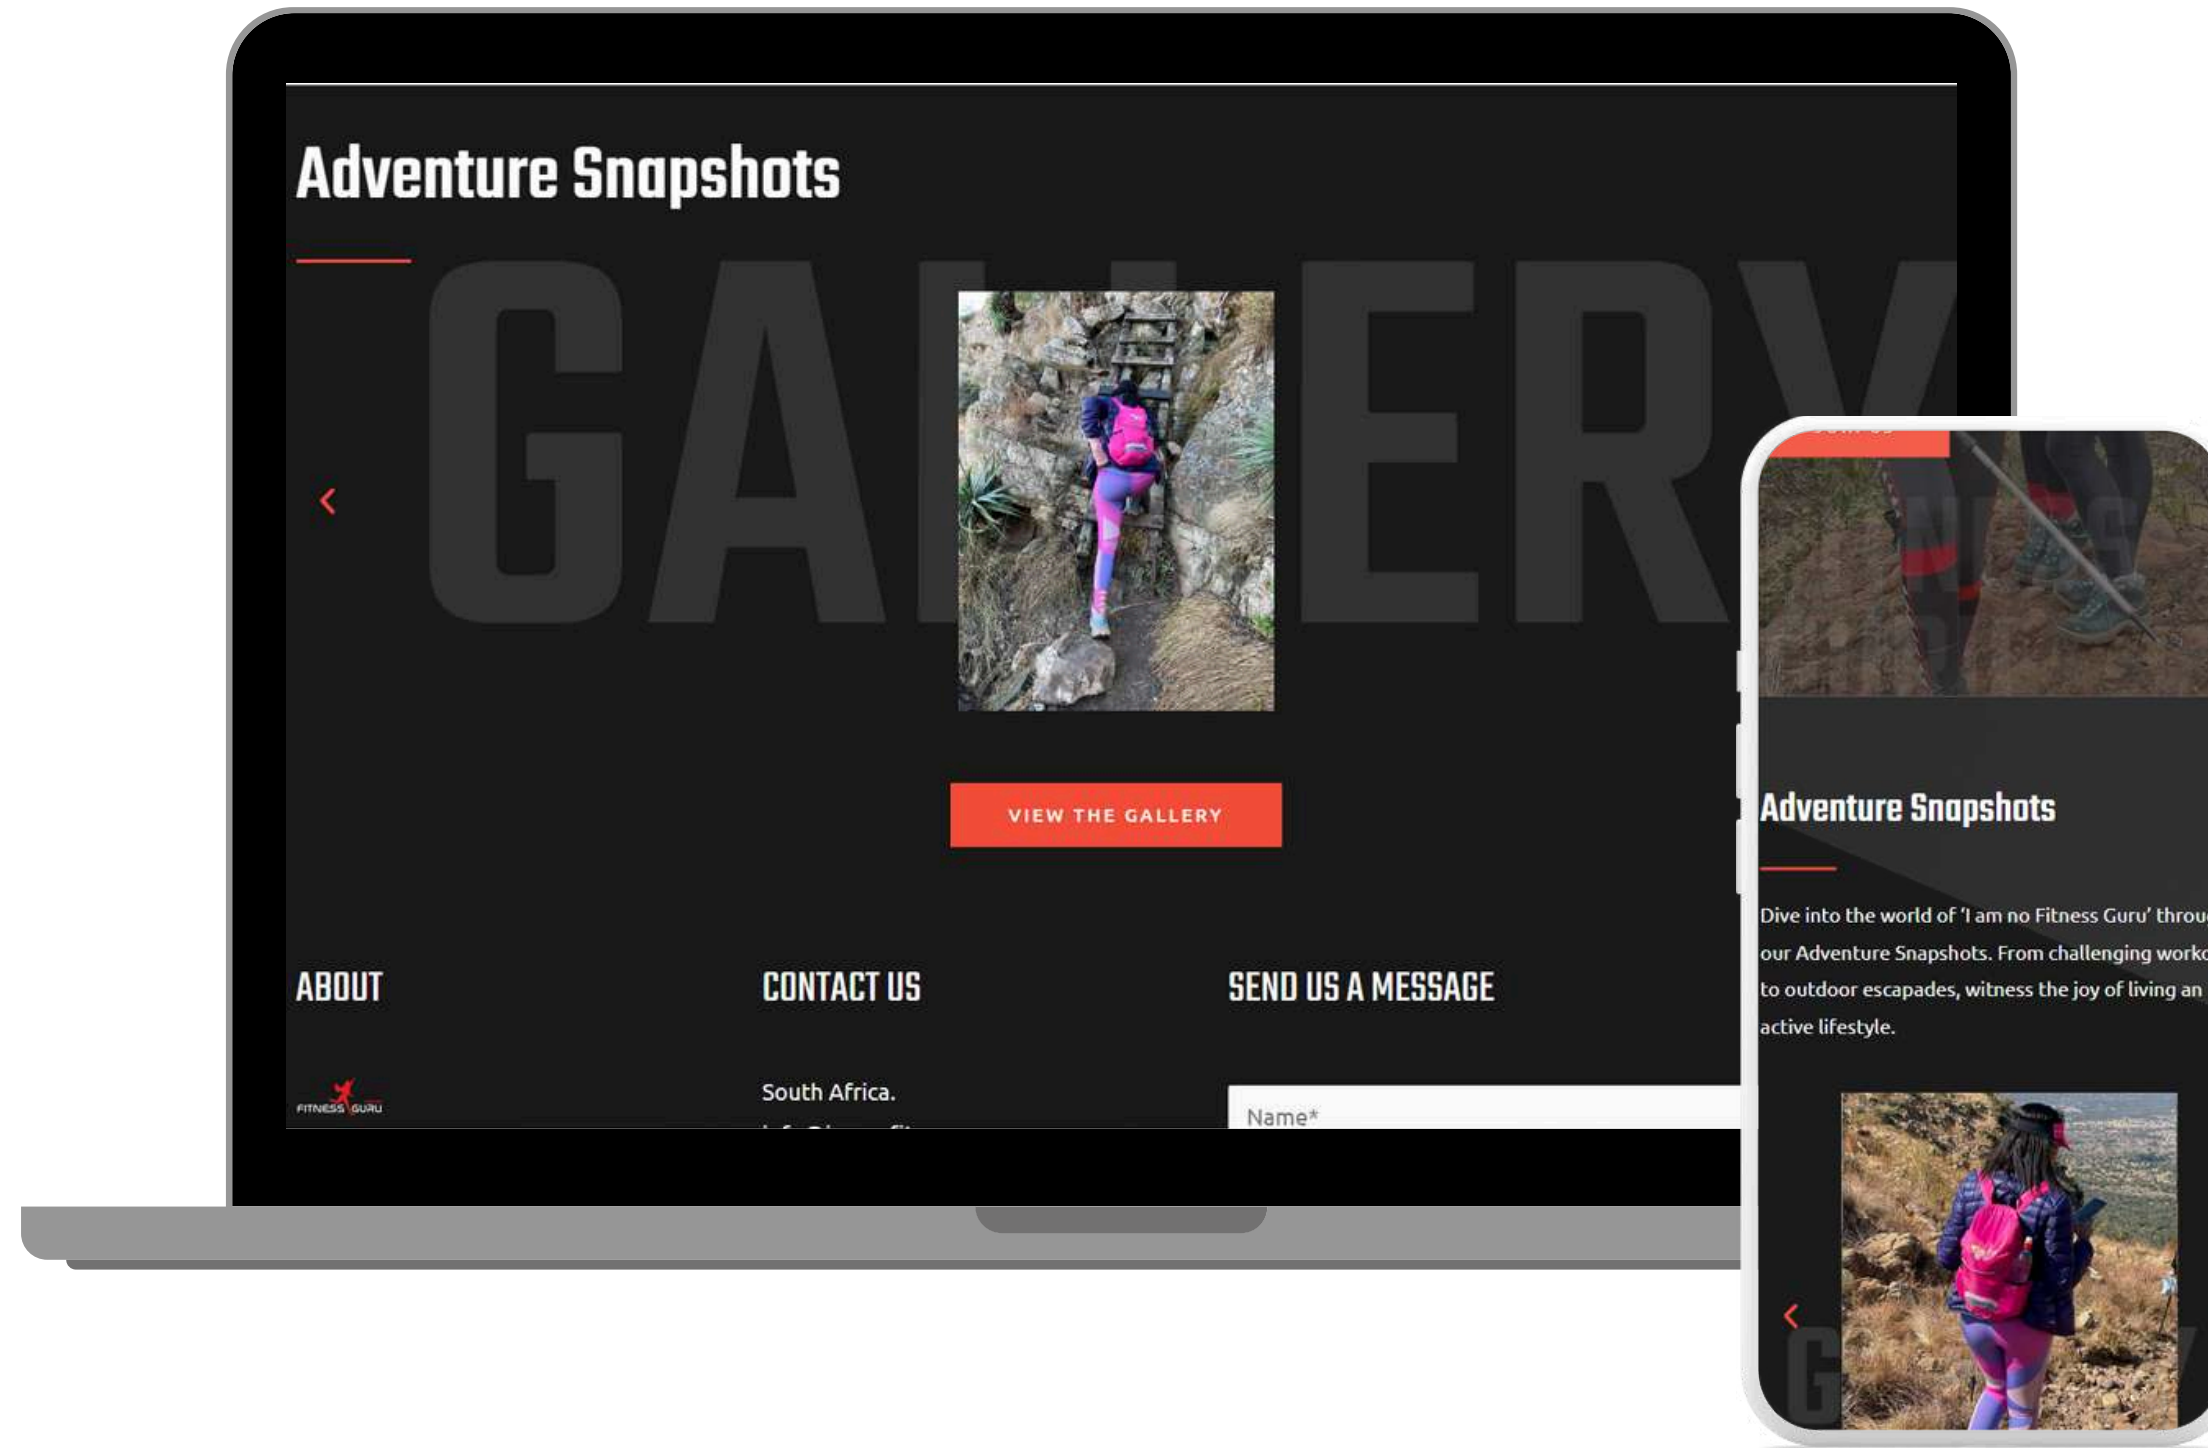 Adventure Snapshots
GALLERY
VIEW THE GALLERY
ABOUT
CONTACT US
SEND US A MESSAGE
FITNESS GURU
South Africa.
Name*
Adventure Snapshots
Dive into the world of ‘I am no Fitness Guru’ throu
our Adventure Snapshots. From challenging worko
to outdoor escapades, witness the joy of living an
active lifestyle.
G